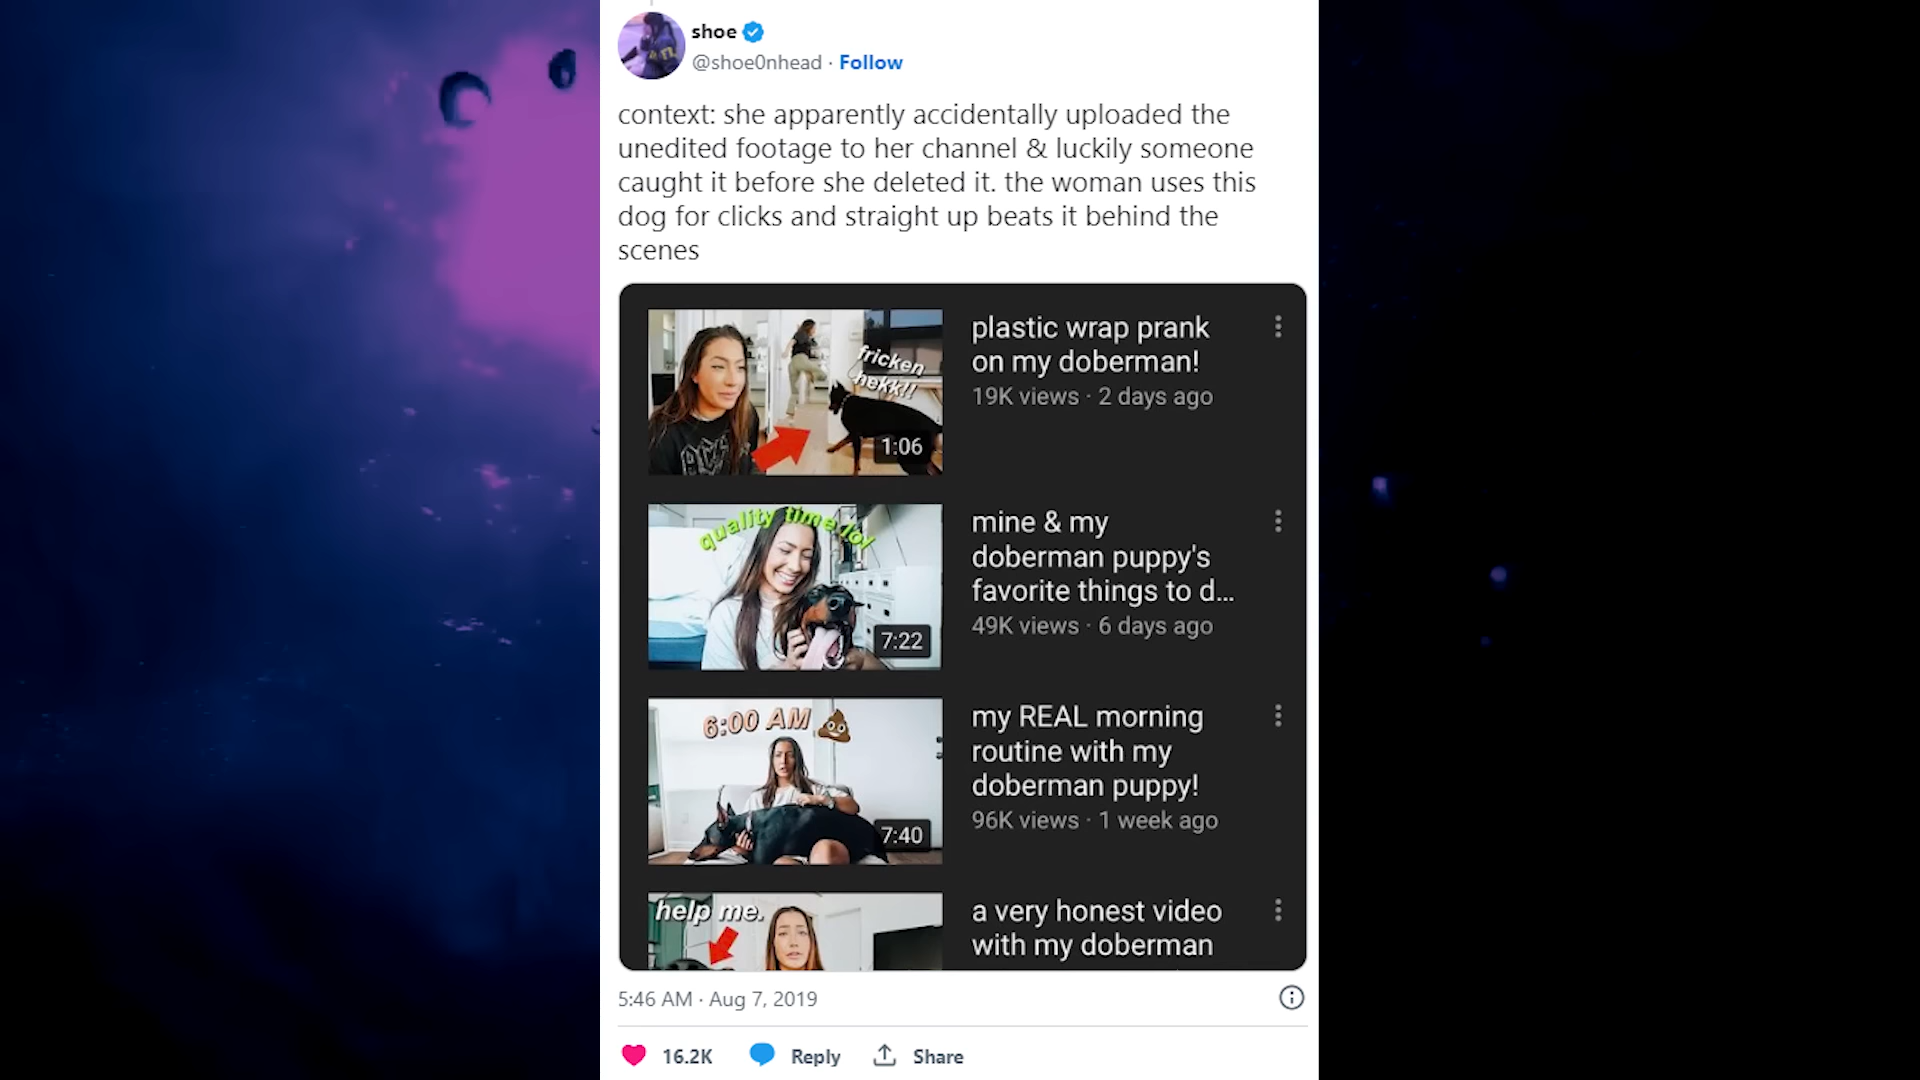 shoe
@shoe0nhead · Follow
context: she apparently accidentally uploaded the
unedited footage to her channel & luckily someone
caught it before she deleted it. the woman uses this
dog for clicks and straight up beats it behind the
scenes
fricken
hekk!!
1:06
plastic wrap prank
on my doberman!
19K views · 2 days ago
quality time lol
7:22
mine & my
doberman puppy's
favorite things to d...
49K views · 6 days ago
6:00 AM
7:40
my REAL morning
routine with my
doberman puppy!
96K views · 1 week ago
help me.
a very honest video
with my doberman
5:46 AM · Aug 7, 2019
16.2K Reply Share